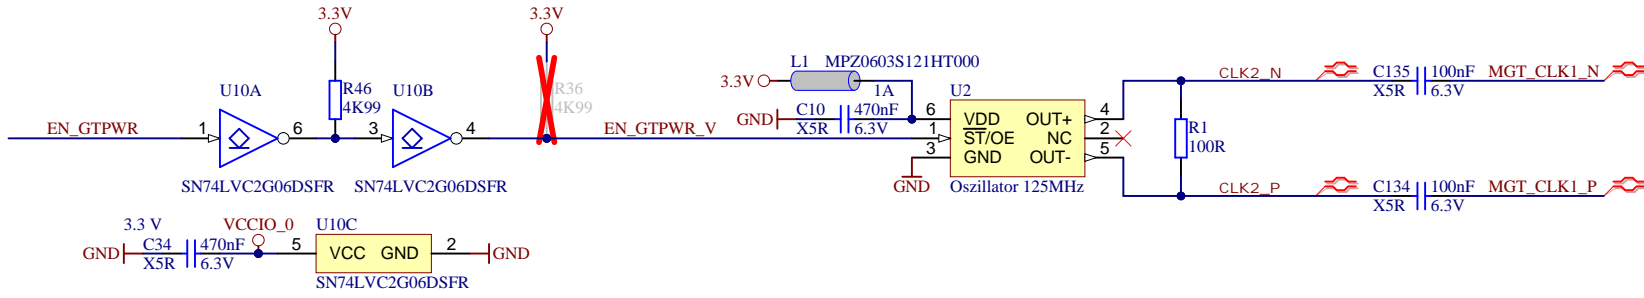 3.3V
3.3V
L1 MPZ0603S121HT000
3.3V
1A
U10A
R46
4K99
U10B
R36
4K99
C10 470nF
GND
X5R 6.3V
U2
CLK2_N
C135 100nF
X5R 6.3V
MGT_CLK1_N
EN_GTPWR
1
6
3
4
EN_GTPWR_V
6 VDD OUT+ 4
1 ST/OE NC 2
3 GND OUT- 5
R1
100R
SN74LVC2G06DSFR
SN74LVC2G06DSFR
GND
Oszillator 125MHz
CLK2_P
C134 100nF
X5R 6.3V
MGT_CLK1_P
3.3 V
VCCIO_0
U10C
GND
C34 470nF
X5R 6.3V
5 VCC GND 2
GND
SN74LVC2G06DSFR